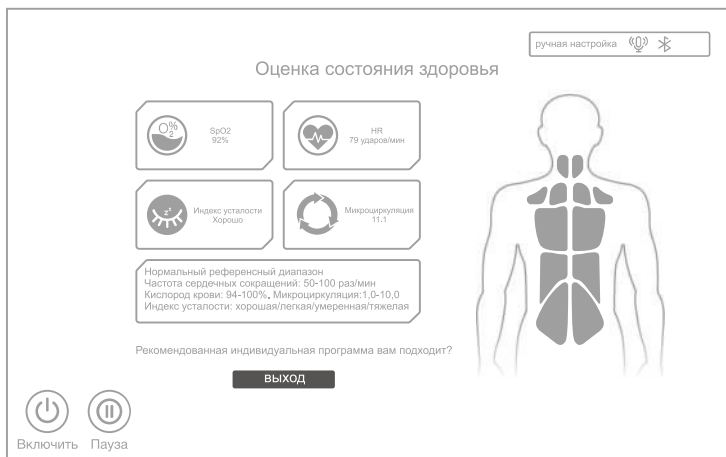 ручная настройка
Оценка состояния здоровья
O2%
SpO2
92%
HR
79 ударов/мин
zz
Индекс усталости
Хорошо
Микроциркуляция
11.1
Нормальный референсный диапазон
Частота сердечных сокращений: 50-100 раз/мин
Кислород крови: 94-100%, Микроциркуляция:1,0-10,0
Индекс усталости: хорошая/легкая/умеренная/тяжелая
Рекомендованная индивидуальная программа вам подходит?
ВЫХОД
Включить
Пауза